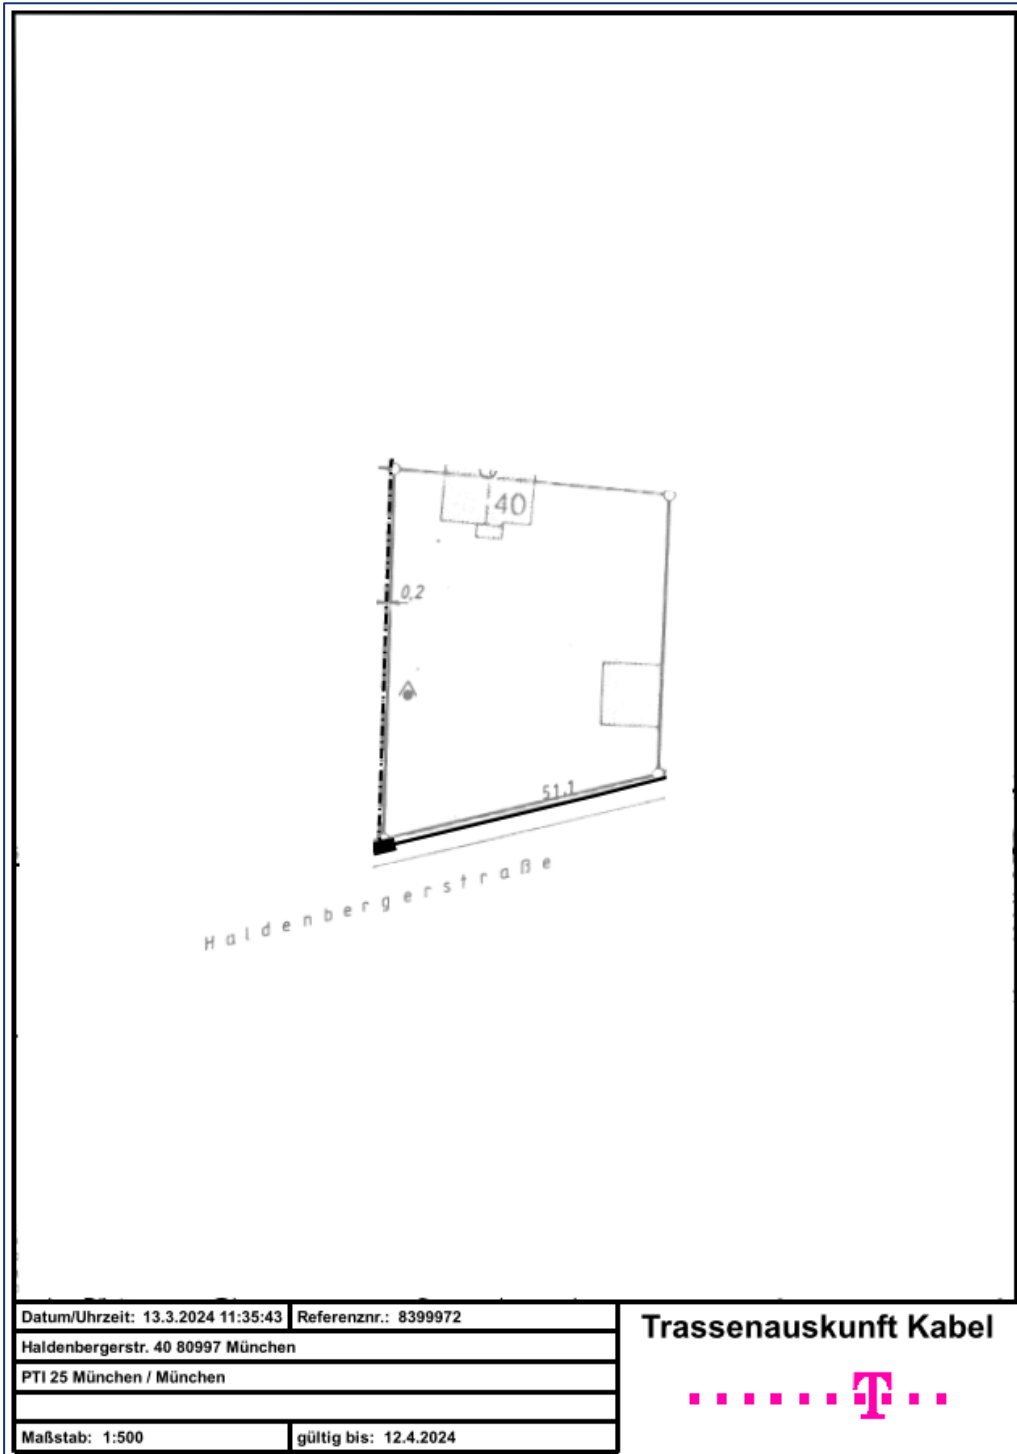 40
0,2
51,1
Haldenbergerstraße
Datum/Uhrzeit: 13.3.2024 11:35:43 Referenznr.: 8399972
Haldenbergerstr. 40 80997 München
PTI 25 München / München
Maßstab: 1:500 gültig bis: 12.4.2024
Trassenauskunft Kabel
T